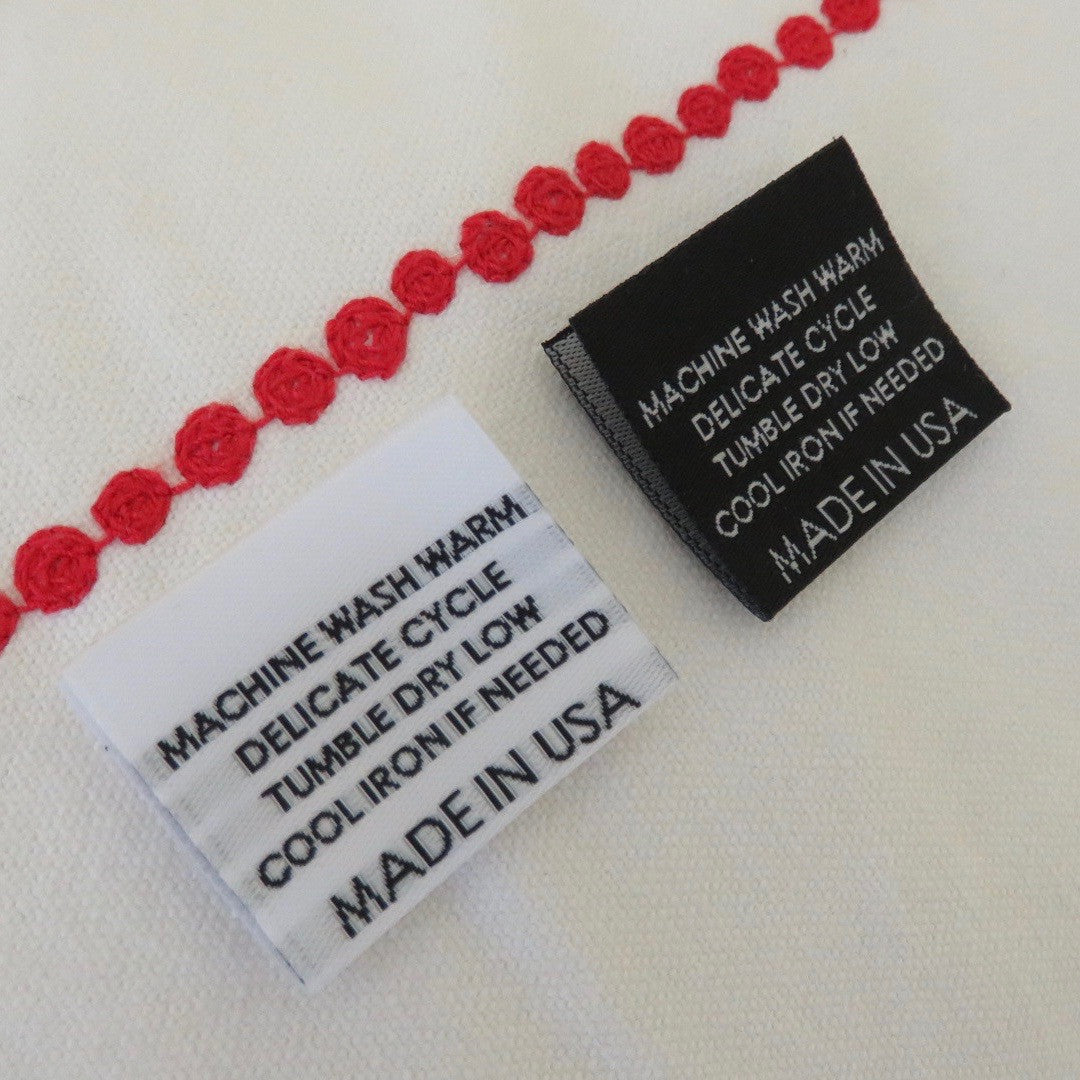 MACHINE WASH WARM
DELICATE CYCLE
TUMBLE DRY LOW
COOL IRON IF NEEDED
MADE IN USA
MACHINE WASH WARM
DELICATE CYCLE
TUMBLE DRY LOW
COOL IRON IF NEEDED
MADE IN USA